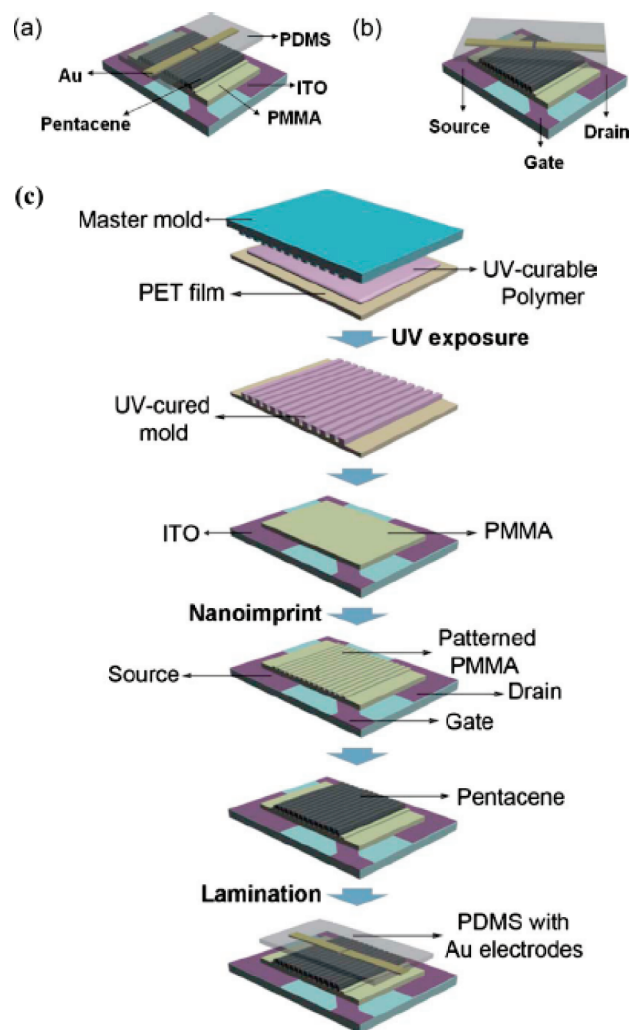 (a)
PDMS
Au
ITO
Pentacene
PMMA
(b)
Source
Drain
Gate
(c)
Master mold
UV-curable
Polymer
PET film
UV exposure
UV-cured
mold
ITO
PMMA
Nanoimprint
Patterned
PMMA
Source
Drain
Gate
Pentacene
Lamination
PDMS with
Au electrodes